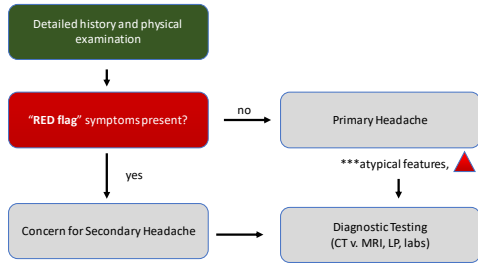 Detailed history and physical
examination
"RED flag" symptoms present?
no
Primary Headache
***atypical features,
yes
Concern for Secondary Headache
Diagnostic Testing
(CT v. MRI, LP, labs)